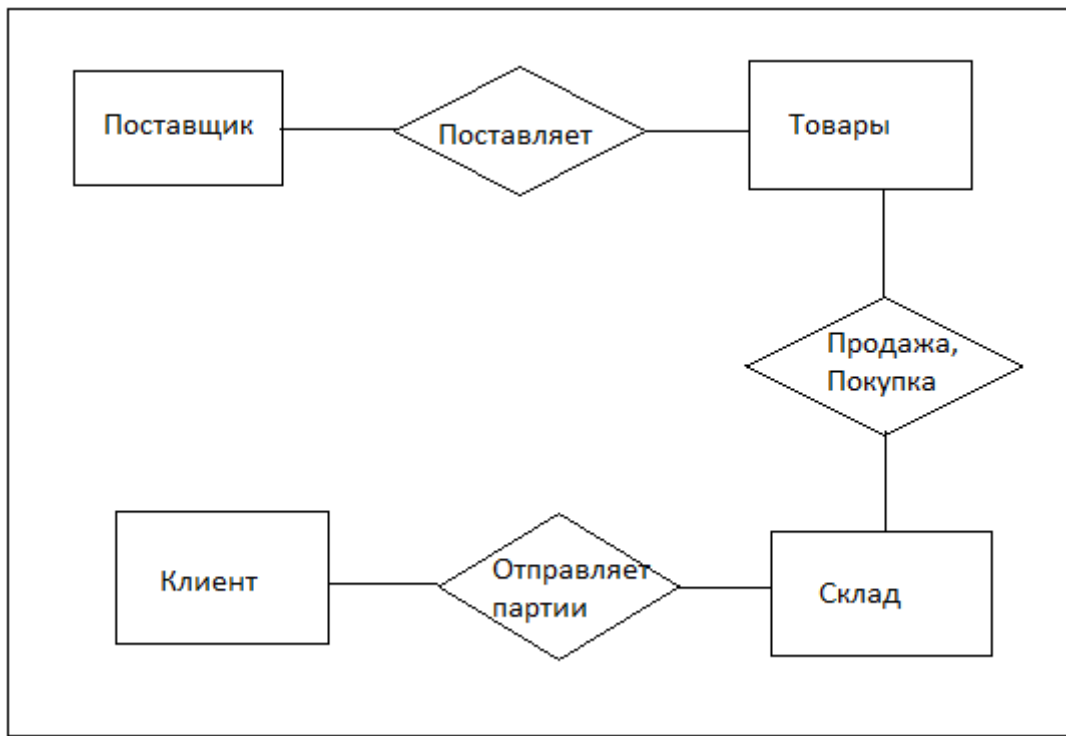 Поставщик
Поставляет
Товары
Продажа,
Покупка
Клиент
Отправляет
партии
Склад